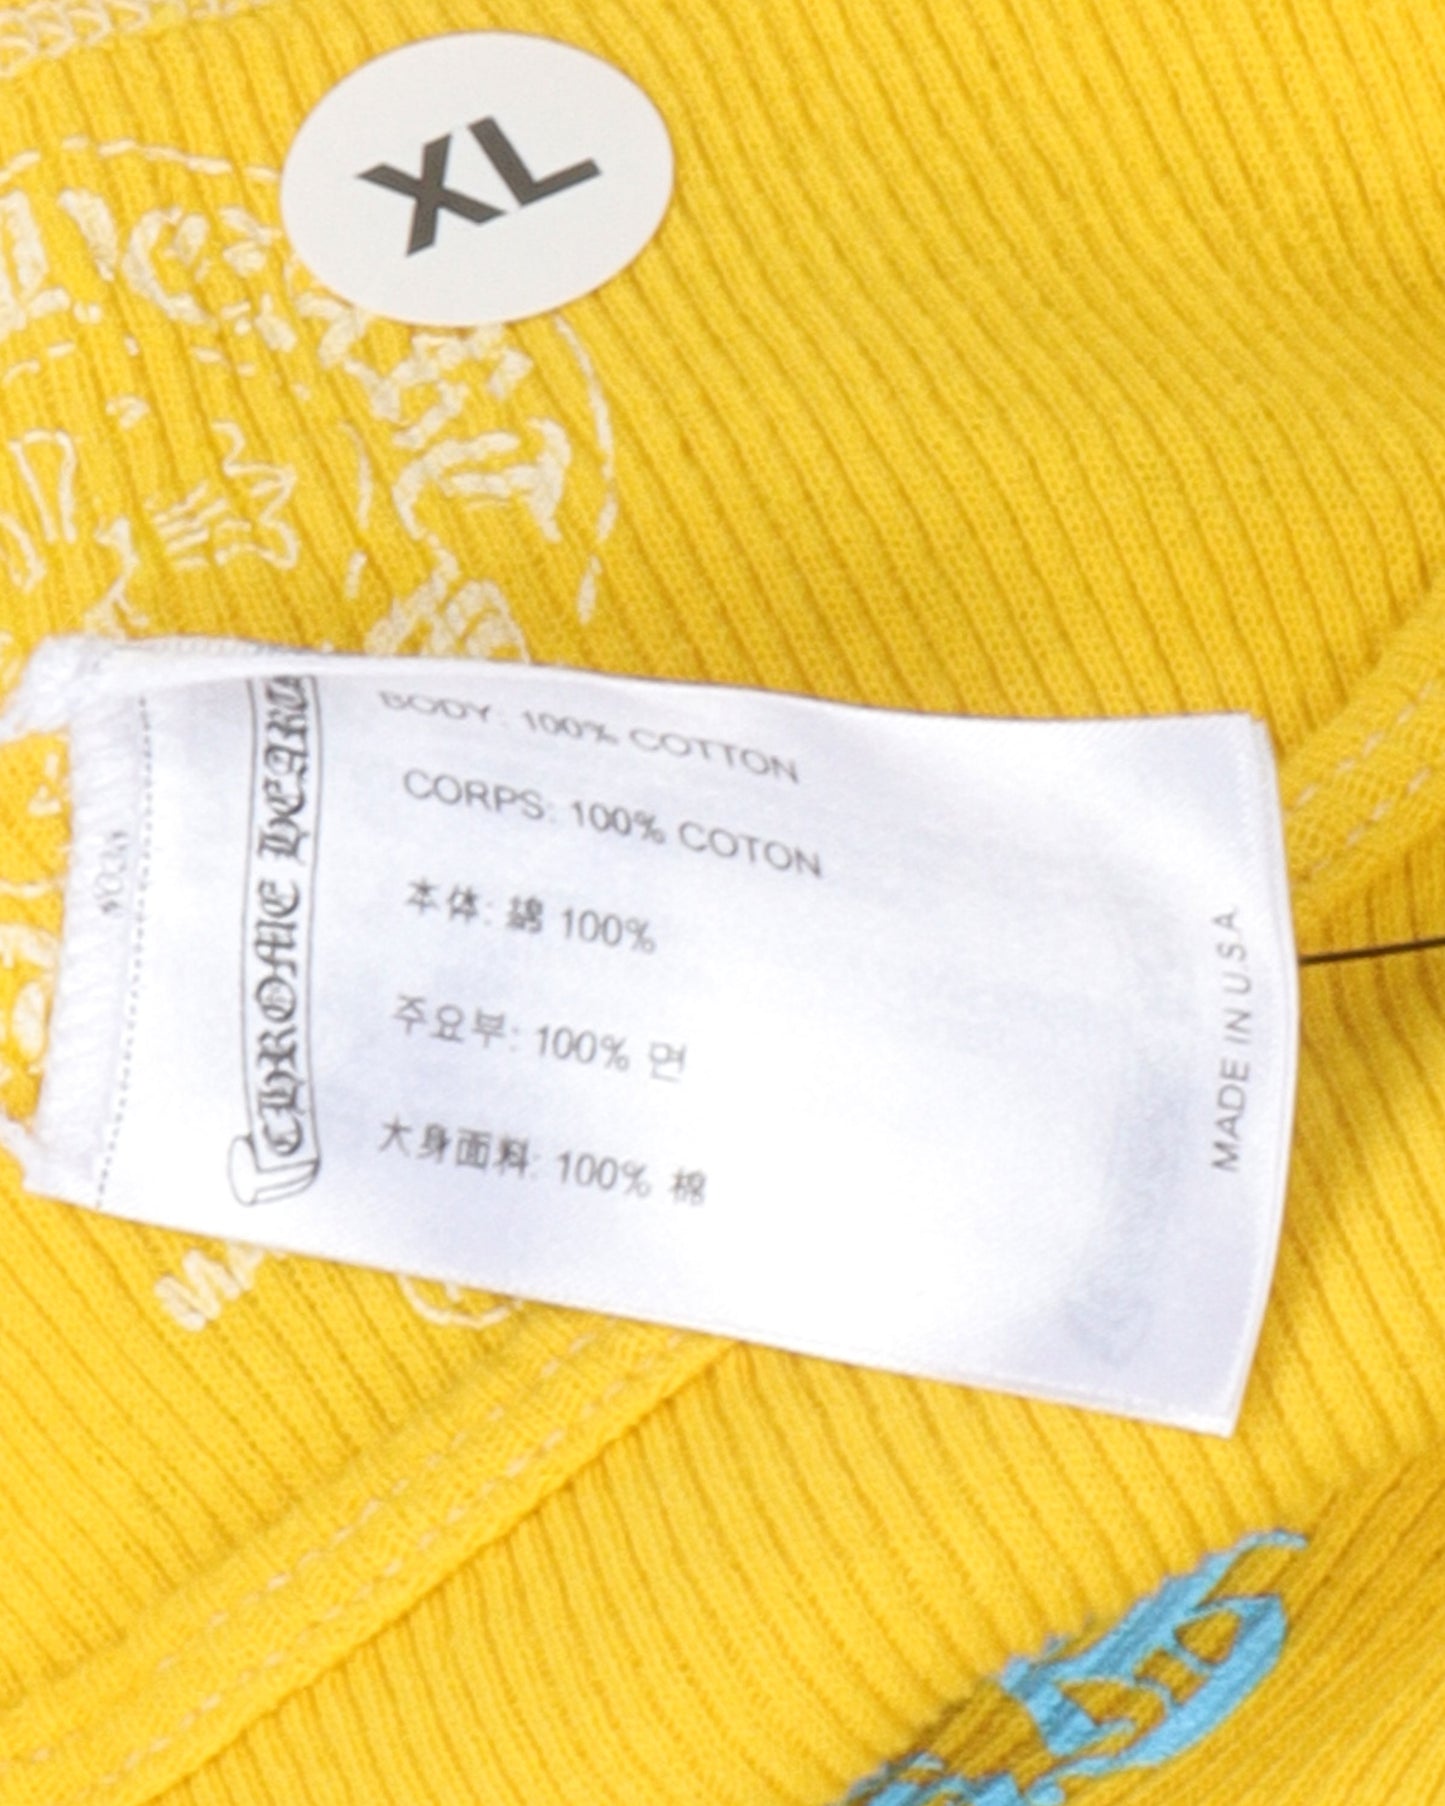 XL
CHROME HEARTS
BODY: 100% COTTON
CORPS: 100% COTON
本体: 綿 100%
주요부: 100% 면
大身面料: 100% 棉
MADE IN U.S.A.